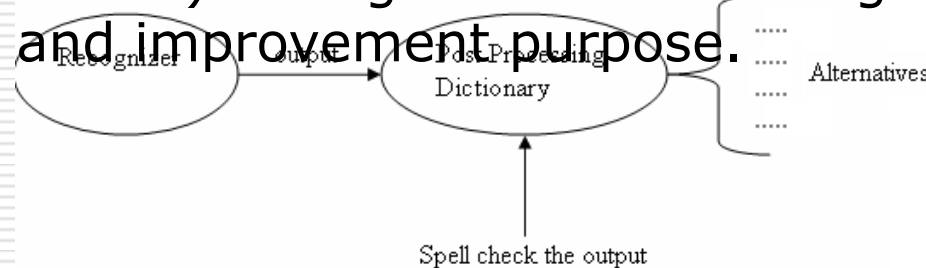 and improvement purpose.
Recognizer
output
Post Processing
Dictionary
.....
.....
.....
.....
Alternatives
Spell check the output